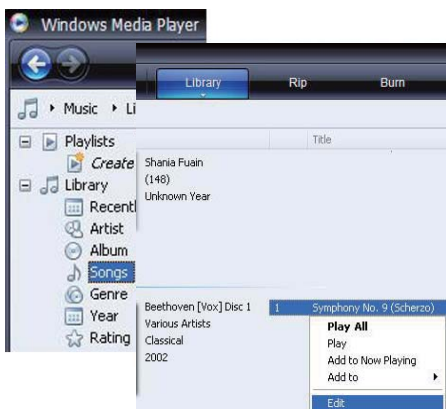 Windows Media Player
Music Li
Playlists
Create
Library
Recentl
Artist
Album
Songs
Genre
Year
Rating
Library Rip Burn
Title
Shania Fuain
(148)
Unknown Year
Beethoven [Vox] Disc 1 1 Symphony No. 9 (Scherzo)
Various Artists
Classical
2002
Play All
Play
Add to Now Playing
Add to
Edit